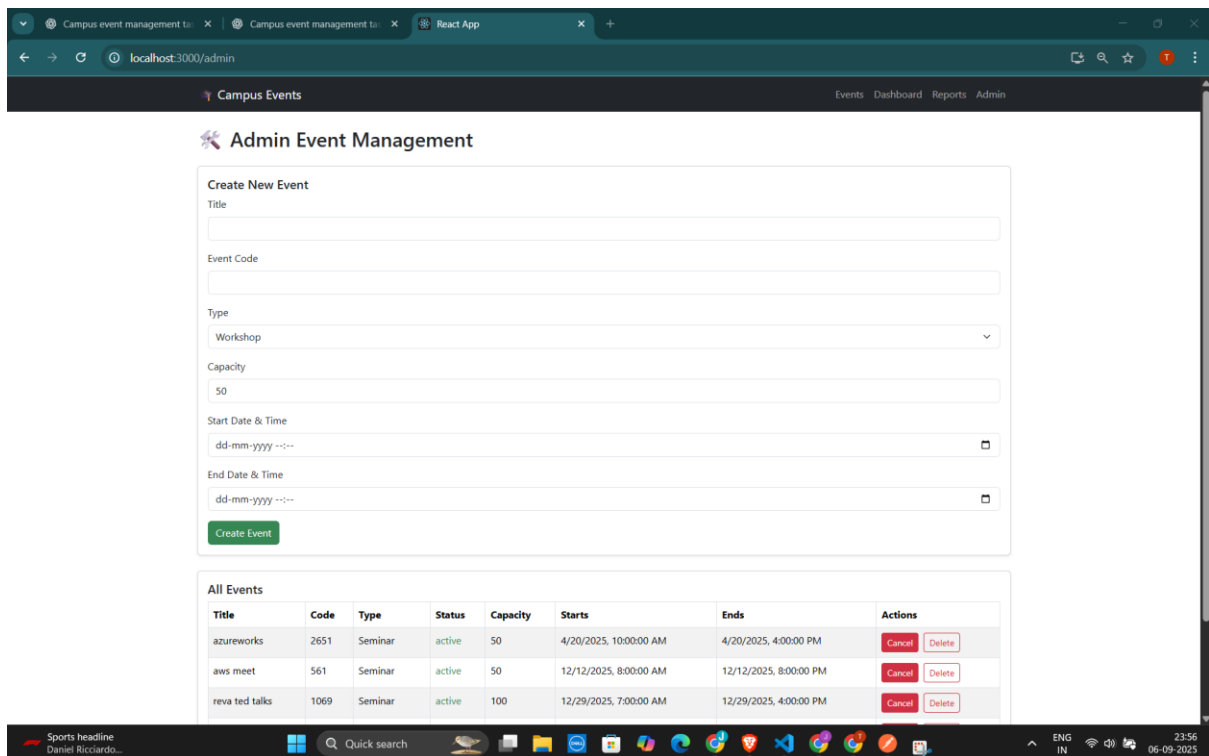 Campus event management ta
Campus event management ta
React App
localhost:3000/admin
T
Campus Events
Events Dashboard Reports Admin
Admin Event Management
Create New Event
Title
Event Code
Type
Workshop
Capacity
50
Start Date & Time
dd-mm-yyyy --:--
End Date & Time
dd-mm-yyyy --:--
Create Event
All Events
Title Code Type Status Capacity Starts Ends Actions
azureworks 2651 Seminar active 50 4/20/2025, 10:00:00 AM 4/20/2025, 4:00:00 PM Cancel Delete
aws meet 561 Seminar active 50 12/12/2025, 8:00:00 AM 12/12/2025, 8:00:00 PM Cancel Delete
reva ted talks 1069 Seminar active 100 12/29/2025, 7:00:00 AM 12/29/2025, 4:00:00 PM Cancel Delete
Sports headline
Daniel Ricciardo...
Quick search
ENG
IN
23:56
06-09-2025